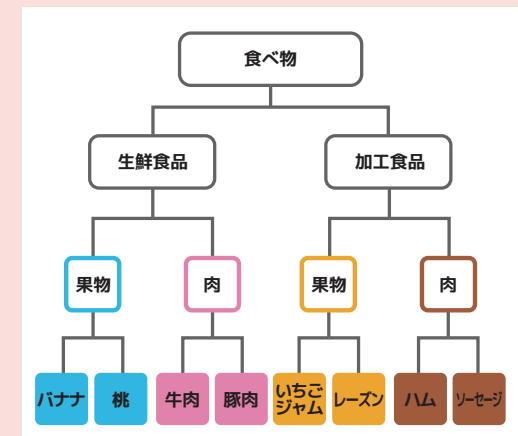 食べ物
生鮮食品
加工食品
果物
肉
果物
肉
バナナ
桃
牛肉
豚肉
いちご
ジャム
レーズン
ハム
ソーセージ